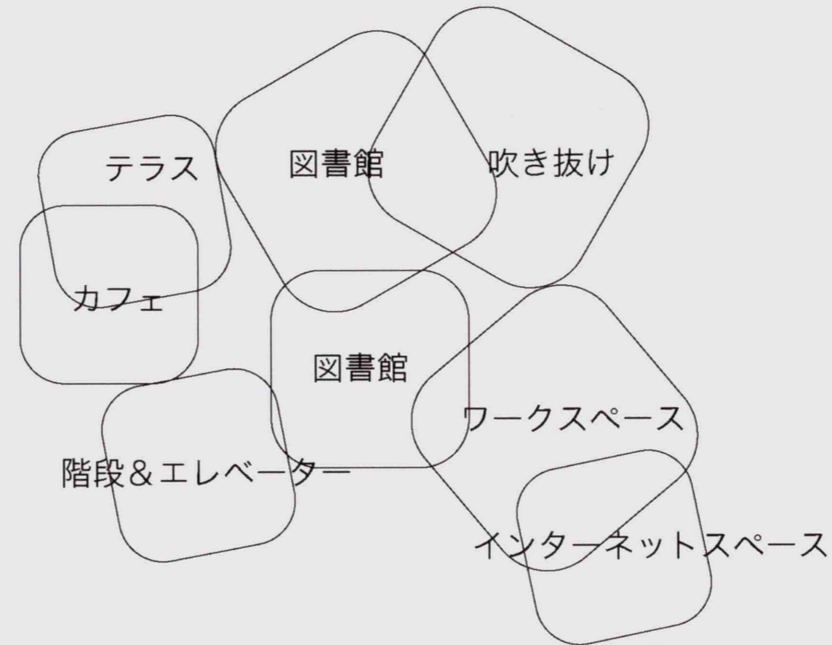 テラス
図書館
吹き抜け
カフェ
図書館
ワークスペース
階段&エレベーター
インターネットスペース